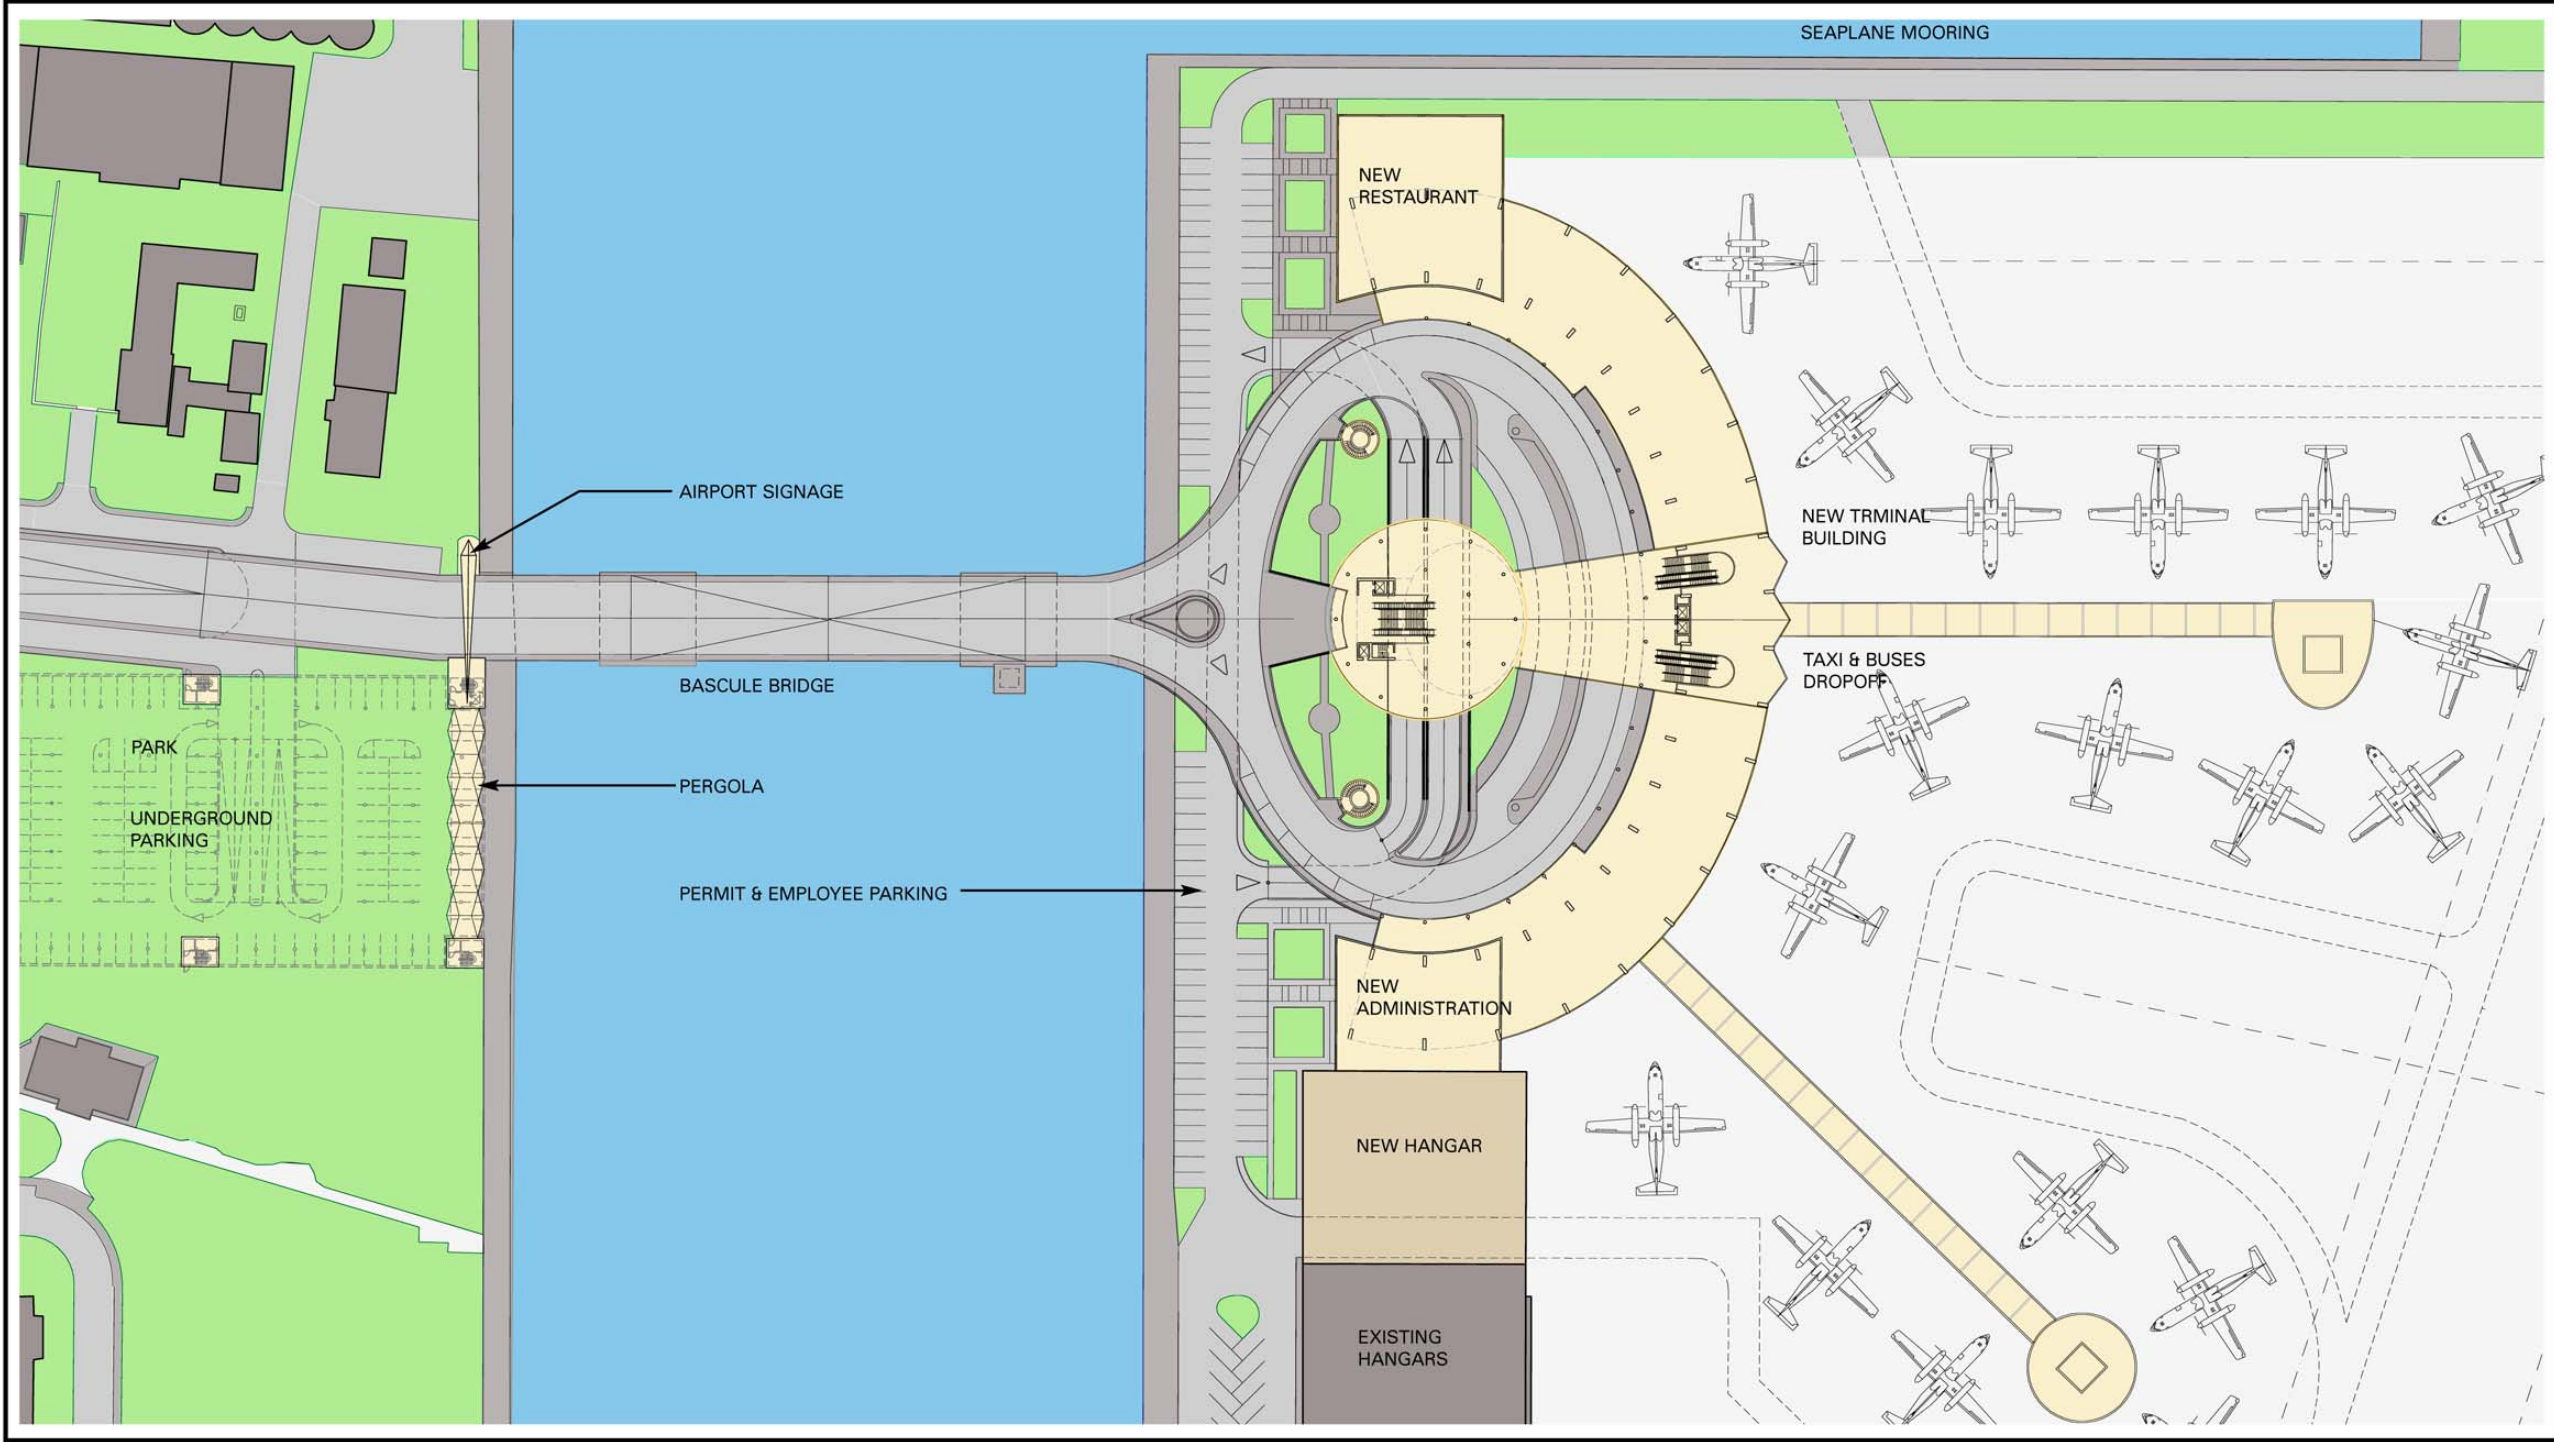 SEAPLANE MOORING
NEW
RESTAURANT
AIRPORT SIGNAGE
NEW TRMINAL
BUILDING
BASCULE BRIDGE
TAXI & BUSES
DROPOFF
PARK
PERGOLA
UNDERGROUND
PARKING
PERMIT & EMPLOYEE PARKING
NEW
ADMINISTRATION
NEW HANGAR
EXISTING
HANGARS